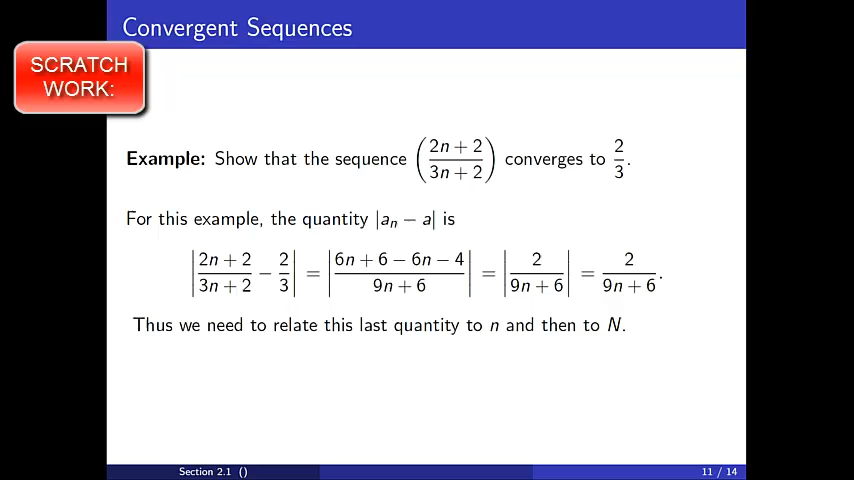 Convergent Sequences
SCRATCH
WORK:
Example: Show that the sequence ( (2n + 2)/(3n + 2) ) converges to 2/3.
For this example, the quantity |aₙ − a| is
| (2n + 2)/(3n + 2) − 2/3 | = | (6n + 6 − 6n − 4)/(9n + 6) | = | 2/(9n + 6) | = 2/(9n + 6).
Thus we need to relate this last quantity to n and then to N.
Section 2.1 ()
11 / 14